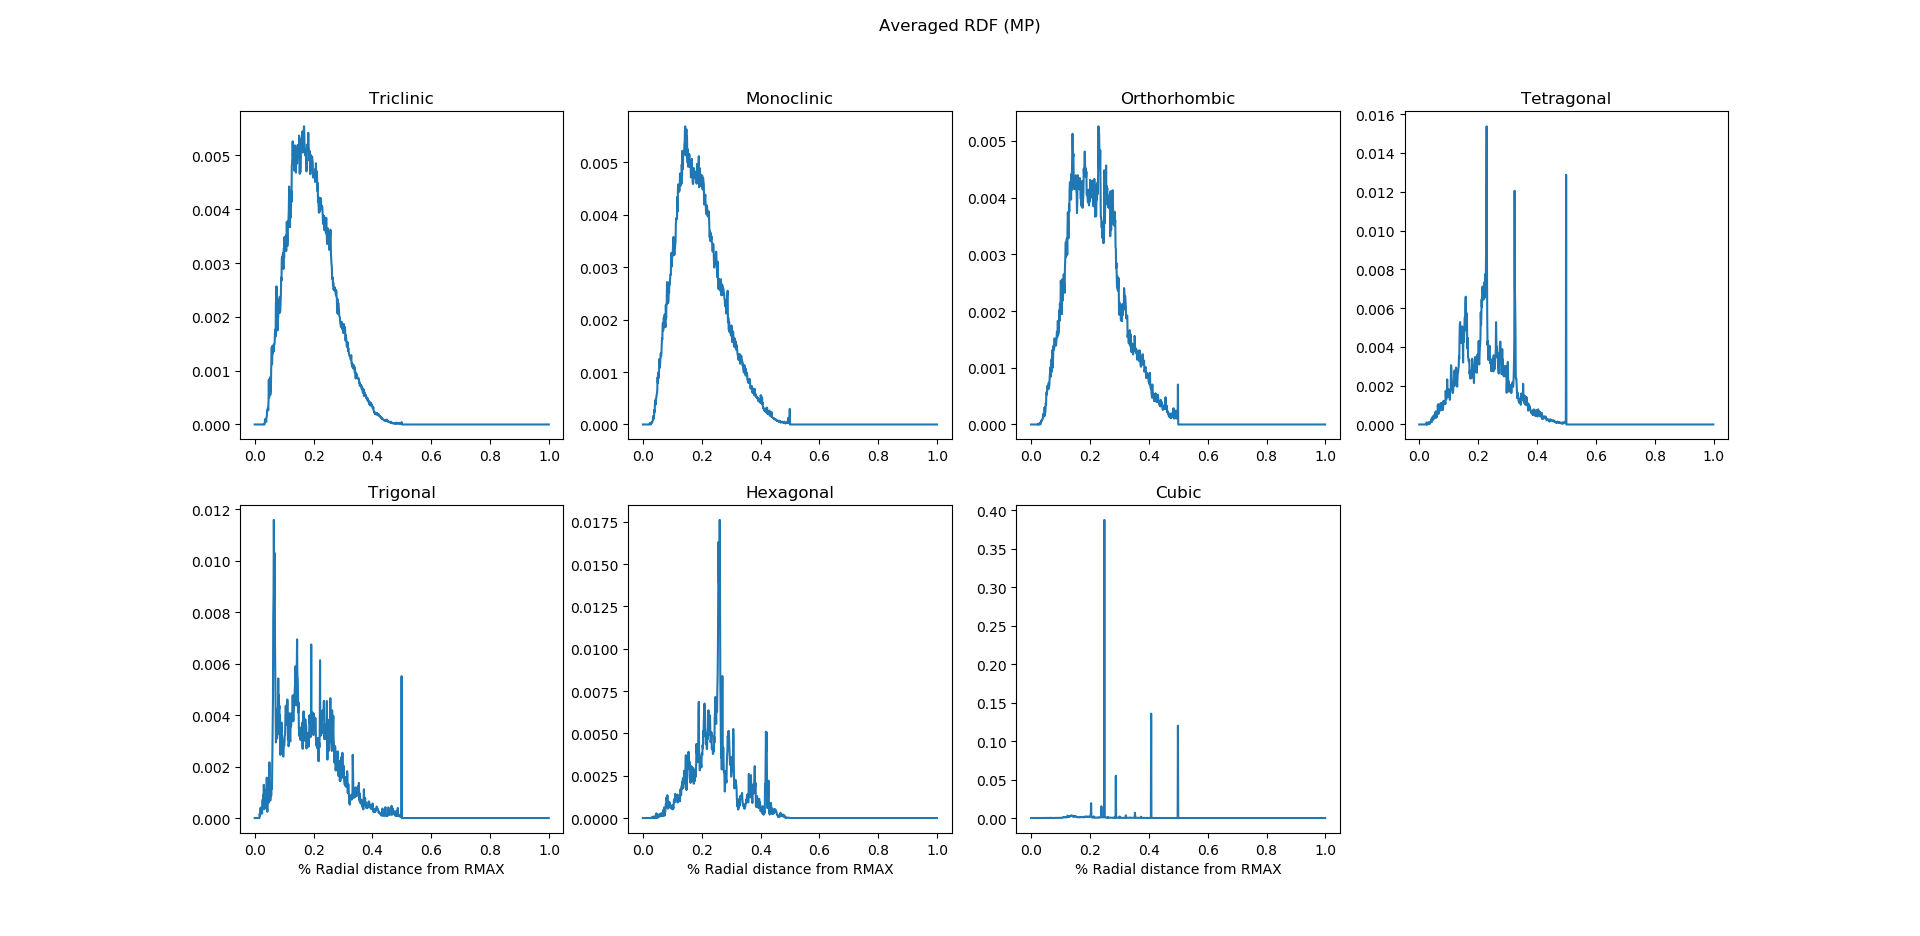 Averaged RDF (MP)
Triclinic
0.005
0.004
0.003
0.002
0.001
0.000
0.0 0.2 0.4 0.6 0.8 1.0
Monoclinic
0.005
0.004
0.003
0.002
0.001
0.000
0.0 0.2 0.4 0.6 0.8 1.0
Orthorhombic
0.005
0.004
0.003
0.002
0.001
0.000
0.0 0.2 0.4 0.6 0.8 1.0
Tetragonal
0.016
0.014
0.012
0.010
0.008
0.006
0.004
0.002
0.000
0.0 0.2 0.4 0.6 0.8 1.0
Trigonal
0.012
0.010
0.008
0.006
0.004
0.002
0.000
0.0 0.2 0.4 0.6 0.8 1.0
% Radial distance from RMAX
Hexagonal
0.0175
0.0150
0.0125
0.0100
0.0075
0.0050
0.0025
0.0000
0.0 0.2 0.4 0.6 0.8 1.0
% Radial distance from RMAX
Cubic
0.40
0.35
0.30
0.25
0.20
0.15
0.10
0.05
0.00
0.0 0.2 0.4 0.6 0.8 1.0
% Radial distance from RMAX